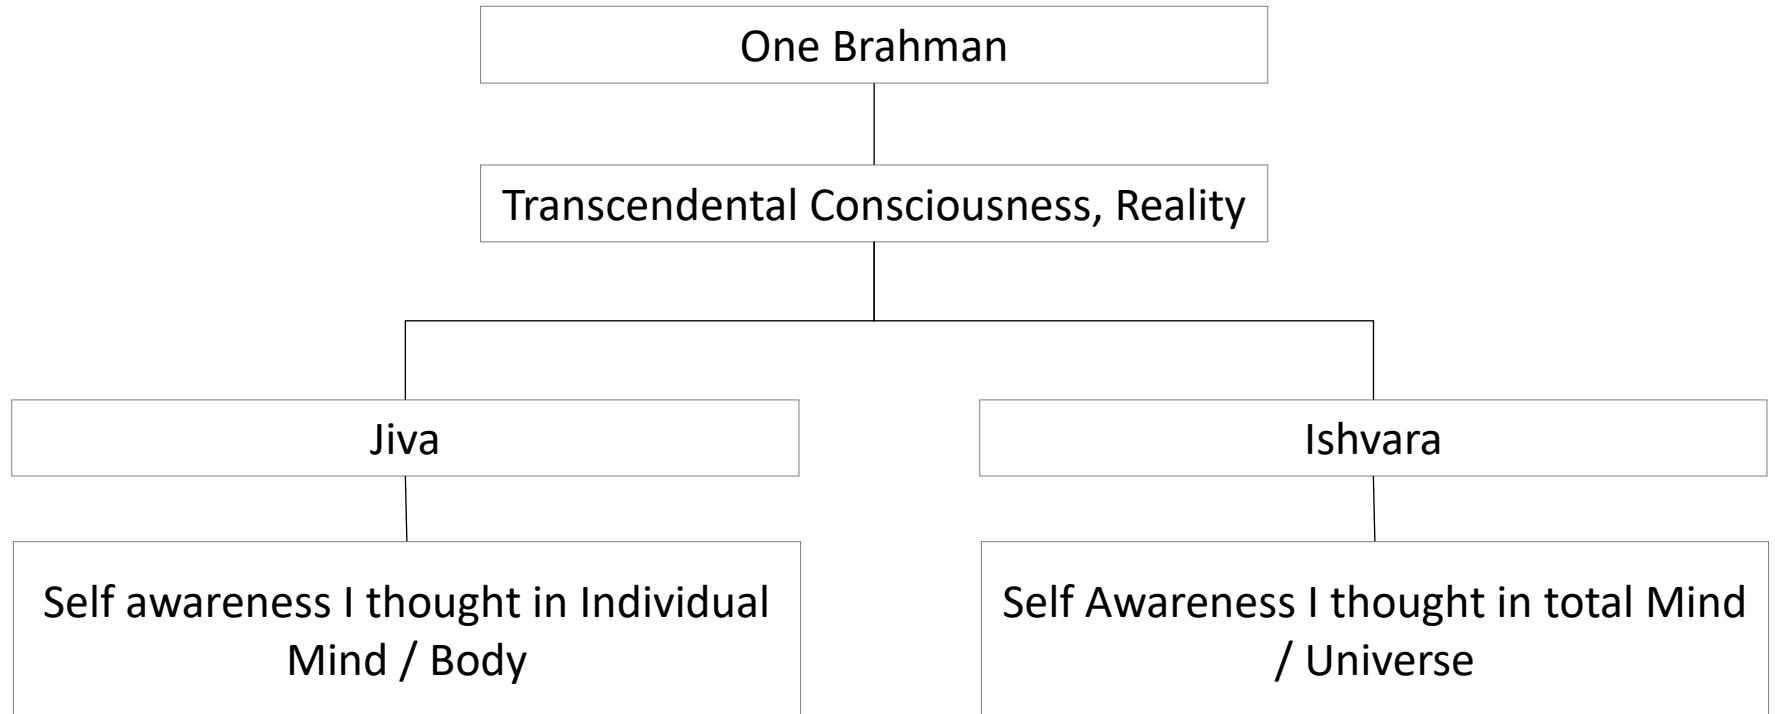 One Brahman
Transcendental Consciousness, Reality
Jiva
Ishvara
Self awareness I thought in Individual
Mind / Body
Self Awareness I thought in total Mind
/ Universe